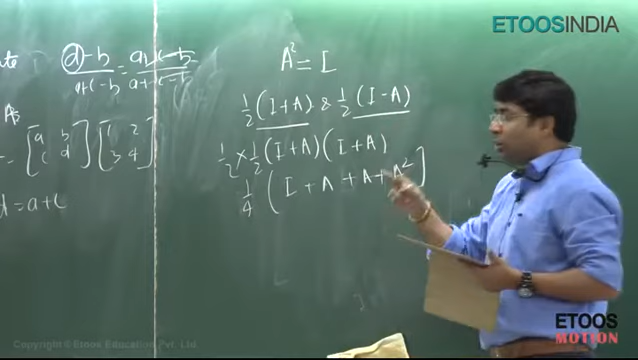 ETOOSINDIA
A² = I
½(I+A) & ½(I-A)
½ × ½(I+A)(I+A)
¼(I + A + A + A²]
[a b c d] [1 2 3 4]
d = a+c
Copyright © Etoos Education Pvt. Ltd.
ETOOS
MOTION